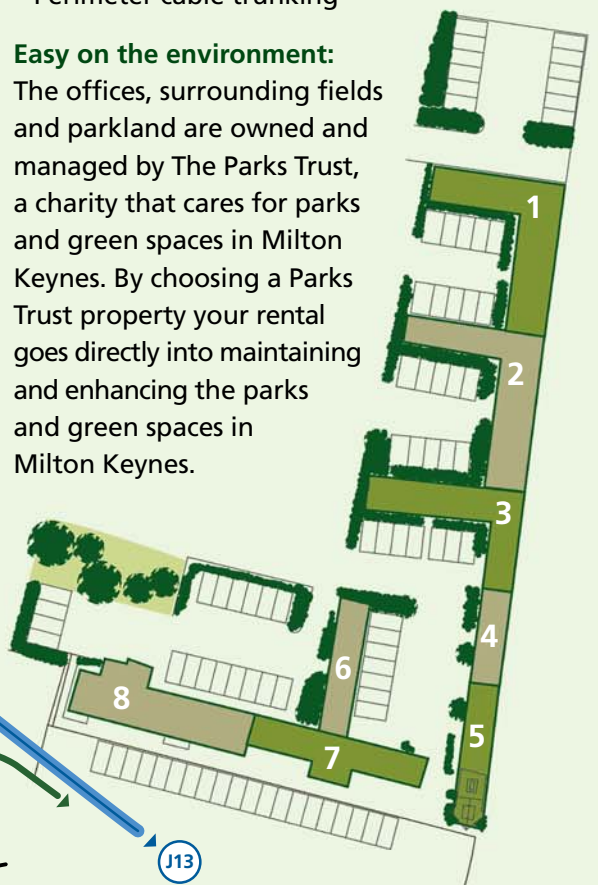 Perimeter cable trunking
Easy on the environment:
The offices, surrounding fields
and parkland are owned and
managed by The Parks Trust,
a charity that cares for parks
and green spaces in Milton
Keynes. By choosing a Parks
Trust property your rental
goes directly into maintaining
and enhancing the parks
and green spaces in
Milton Keynes.
1
2
3
4
5
6
7
8
J13